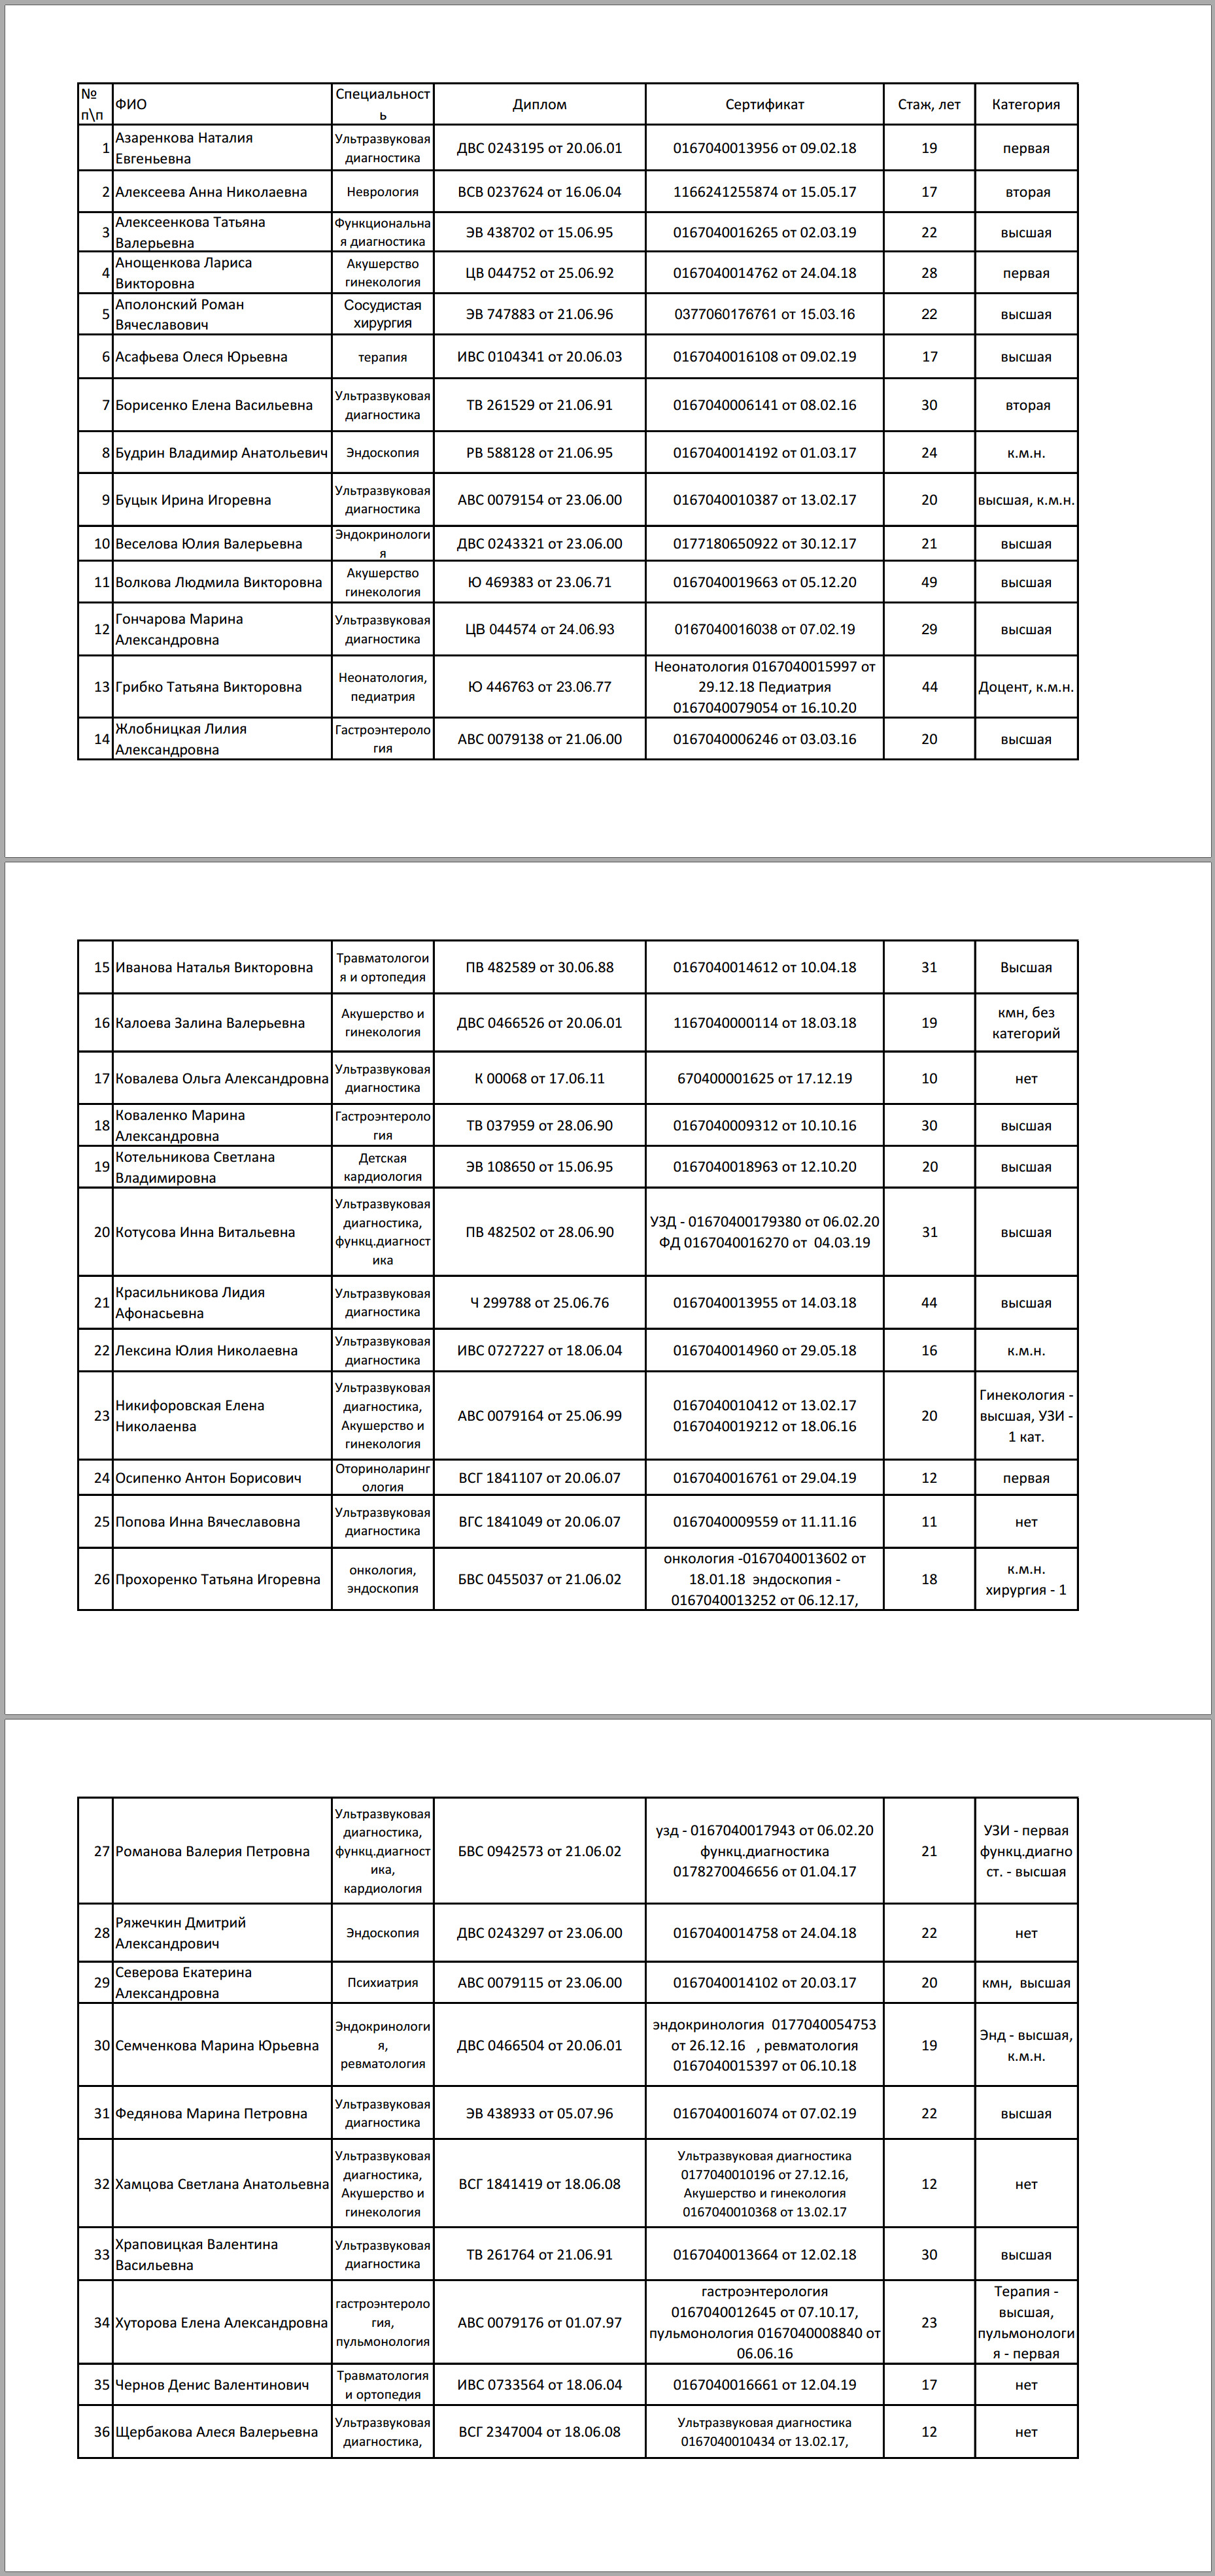 № п\п ФИО Специальность Диплом Сертификат Стаж, лет Категория
1 Азаренкова Наталия Евгеньевна Ультразвуковая диагностика ДВС 0243195 от 20.06.01 0167040013956 от 09.02.18 19 первая
2 Алексеева Анна Николаевна Неврология ВСВ 0237624 от 16.06.04 1166241255874 от 15.05.17 17 вторая
3 Алексеенкова Татьяна Валерьевна Функциональная диагностика ЭВ 438702 от 15.06.95 0167040016265 от 02.03.19 22 высшая
4 Анощенкова Лариса Викторовна Акушерство гинекология ЦВ 044752 от 25.06.92 0167040014762 от 24.04.18 28 первая
5 Аполонский Роман Вячеславович Сосудистая хирургия ЭВ 747883 от 21.06.96 0377060176761 от 15.03.16 22 высшая
6 Асафьева Олеся Юрьевна терапия ИВС 0104341 от 20.06.03 0167040016108 от 09.02.19 17 высшая
7 Борисенко Елена Васильевна Ультразвуковая диагностика ТВ 261529 от 21.06.91 0167040006141 от 08.02.16 30 вторая
8 Будрин Владимир Анатольевич Эндоскопия РВ 588128 от 21.06.95 0167040014192 от 01.03.17 24 к.м.н.
9 Буцык Ирина Игоревна Ультразвуковая диагностика АВС 0079154 от 23.06.00 0167040010387 от 13.02.17 20 высшая, к.м.н.
10 Веселова Юлия Валерьевна Эндокринология ДВС 0243321 от 23.06.00 0177180650922 от 30.12.17 21 высшая
11 Волкова Людмила Викторовна Акушерство гинекология Ю 469383 от 23.06.71 0167040019663 от 05.12.20 49 высшая
12 Гончарова Марина Александровна Ультразвуковая диагностика ЦВ 044574 от 24.06.93 0167040016038 от 07.02.19 29 высшая
13 Грибко Татьяна Викторовна Неонатология, педиатрия Ю 446763 от 23.06.77 Неонатология 0167040015997 от 29.12.18 Педиатрия 0167040079054 от 16.10.20 44 Доцент, к.м.н.
14 Жлобницкая Лилия Александровна Гастроэнтерология АВС 0079138 от 21.06.00 0167040006246 от 03.03.16 20 высшая
15 Иванова Наталья Викторовна Травматологоия и ортопедия ПВ 482589 от 30.06.88 0167040014612 от 10.04.18 31 Высшая
16 Калоева Залина Валерьевна Акушерство и гинекология ДВС 0466526 от 20.06.01 1167040000114 от 18.03.18 19 кмн, без категорий
17 Ковалева Ольга Александровна Ультразвуковая диагностика К 00068 от 17.06.11 670400001625 от 17.12.19 10 нет
18 Коваленко Марина Александровна Гастроэнтерология ТВ 037959 от 28.06.90 0167040009312 от 10.10.16 30 высшая
19 Котельникова Светлана Владимировна Детская кардиология ЭВ 108650 от 15.06.95 0167040018963 от 12.10.20 20 высшая
20 Котусова Инна Витальевна Ультразвуковая диагностика, функц.диагностика ПВ 482502 от 28.06.90 УЗД - 01670400179380 от 06.02.20 ФД 0167040016270 от 04.03.19 31 высшая
21 Красильникова Лидия Афонасьевна Ультразвуковая диагностика Ч 299788 от 25.06.76 0167040013955 от 14.03.18 44 высшая
22 Лексина Юлия Николаевна Ультразвуковая диагностика ИВС 0727227 от 18.06.04 0167040014960 от 29.05.18 16 к.м.н.
23 Никифоровская Елена Николаенва Ультразвуковая диагностика, Акушерство и гинекология АВС 0079164 от 25.06.99 0167040010412 от 13.02.17 0167040019212 от 18.06.16 20 Гинекология - высшая, УЗИ - 1 кат.
24 Осипенко Антон Борисович Оториноларингология ВСГ 1841107 от 20.06.07 0167040016761 от 29.04.19 12 первая
25 Попова Инна Вячеславовна Ультразвуковая диагностика ВГС 1841049 от 20.06.07 0167040009559 от 11.11.16 11 нет
26 Прохоренко Татьяна Игоревна онкология, эндоскопия БВС 0455037 от 21.06.02 онкология -0167040013602 от 18.01.18 эндоскопия - 0167040013252 от 06.12.17, 18 к.м.н. хирургия - 1
27 Романова Валерия Петровна Ультразвуковая диагностика, функц.диагностика, кардиология БВС 0942573 от 21.06.02 узд - 0167040017943 от 06.02.20 функц.диагностика 0178270046656 от 01.04.17 21 УЗИ - первая функц.диагност. - высшая
28 Ряжечкин Дмитрий Александрович Эндоскопия ДВС 0243297 от 23.06.00 0167040014758 от 24.04.18 22 нет
29 Северова Екатерина Александровна Психиатрия АВС 0079115 от 23.06.00 0167040014102 от 20.03.17 20 кмн, высшая
30 Семченкова Марина Юрьевна Эндокринология, ревматология ДВС 0466504 от 20.06.01 эндокринология 0177040054753 от 26.12.16 , ревматология 0167040015397 от 06.10.18 19 Энд - высшая, к.м.н.
31 Федянова Марина Петровна Ультразвуковая диагностика ЭВ 438933 от 05.07.96 0167040016074 от 07.02.19 22 высшая
32 Хамцова Светлана Анатольевна Ультразвуковая диагностика, Акушерство и гинекология ВСГ 1841419 от 18.06.08 Ультразвуковая диагностика 0177040010196 от 27.12.16, Акушерство и гинекология 0167040010368 от 13.02.17 12 нет
33 Храповицкая Валентина Васильевна Ультразвуковая диагностика ТВ 261764 от 21.06.91 0167040013664 от 12.02.18 30 высшая
34 Хуторова Елена Александровна гастроэнтерология, пульмонология АВС 0079176 от 01.07.97 гастроэнтерология 0167040012645 от 07.10.17, пульмонология 0167040008840 от 06.06.16 23 Терапия - высшая, пульмонология - первая
35 Чернов Денис Валентинович Травматология и ортопедия ИВС 0733564 от 18.06.04 0167040016661 от 12.04.19 17 нет
36 Щербакова Алеся Валерьевна Ультразвуковая диагностика, ВСГ 2347004 от 18.06.08 Ультразвуковая диагностика 0167040010434 от 13.02.17, 12 нет